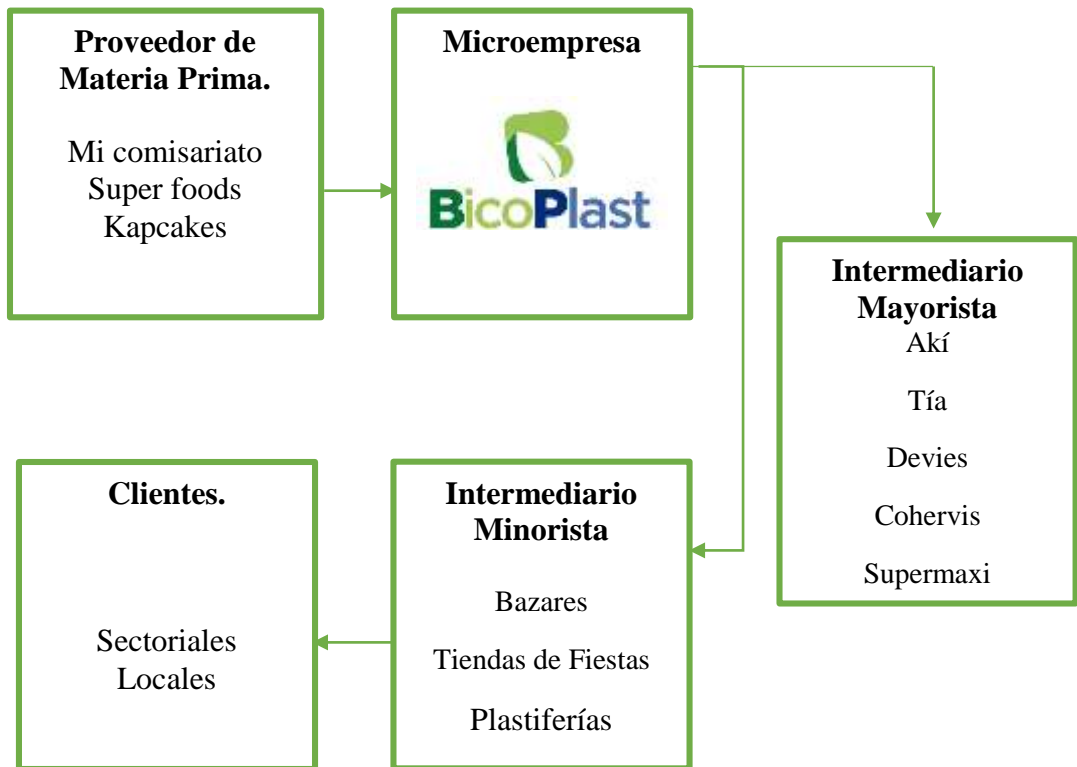 Proveedor de
Materia Prima.
Mi comisariato
Super foods
Kapcakes
Microempresa
BicoPlast
Intermediario
Mayorista
Akí
Tía
Devies
Cohervis
Supermaxi
Clientes.
Sectoriales
Locales
Intermediario
Minorista
Bazares
Tiendas de Fiestas
Plastiferías